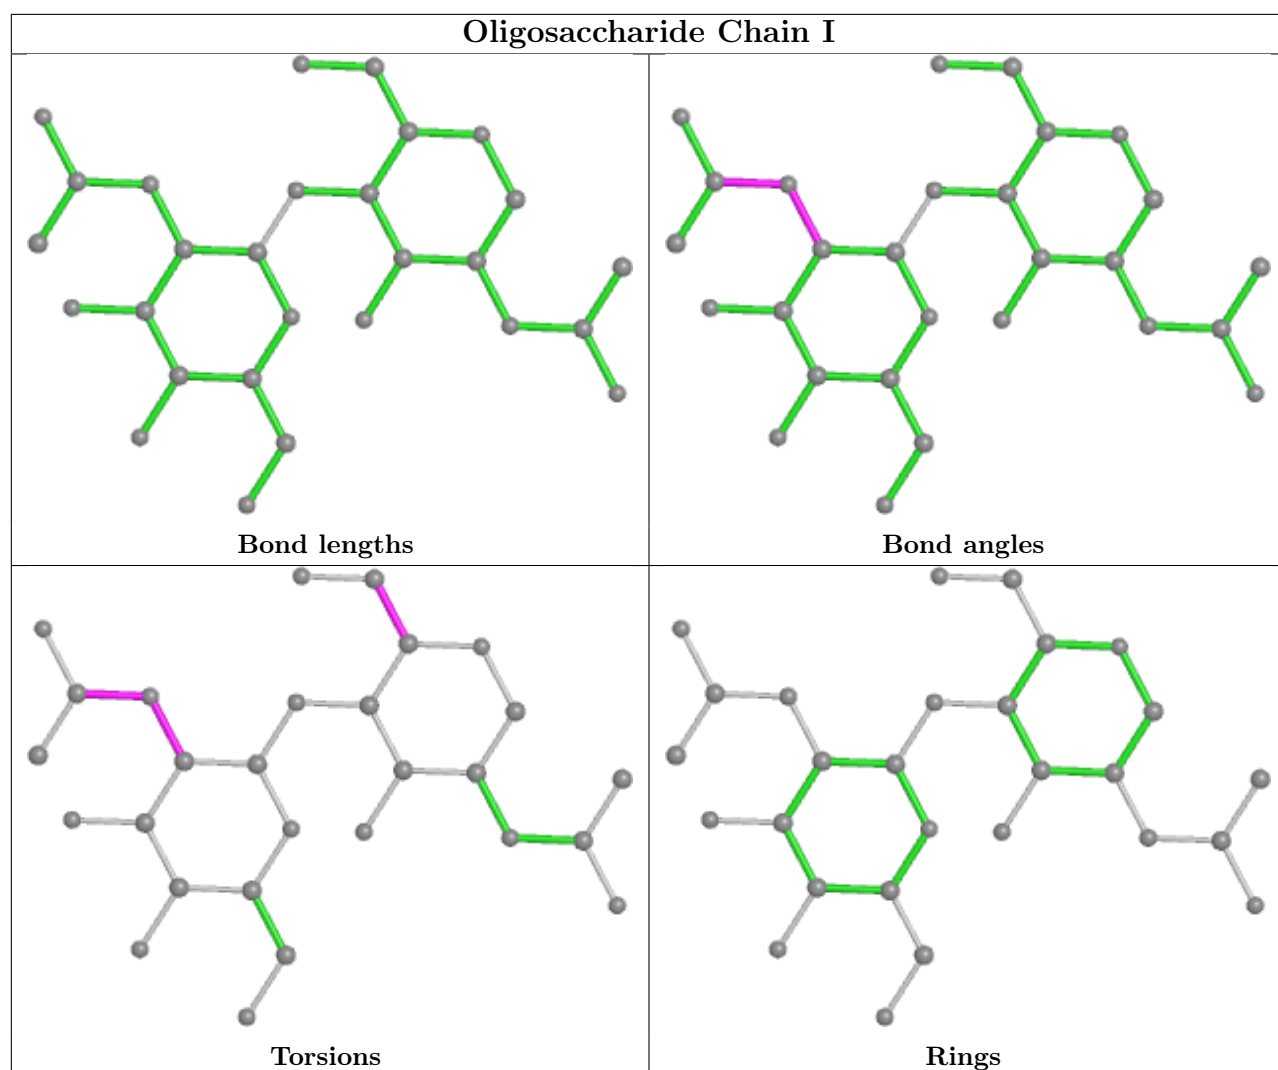 Oligosaccharide Chain I
Bond lengths
Bond angles
Torsions
Rings